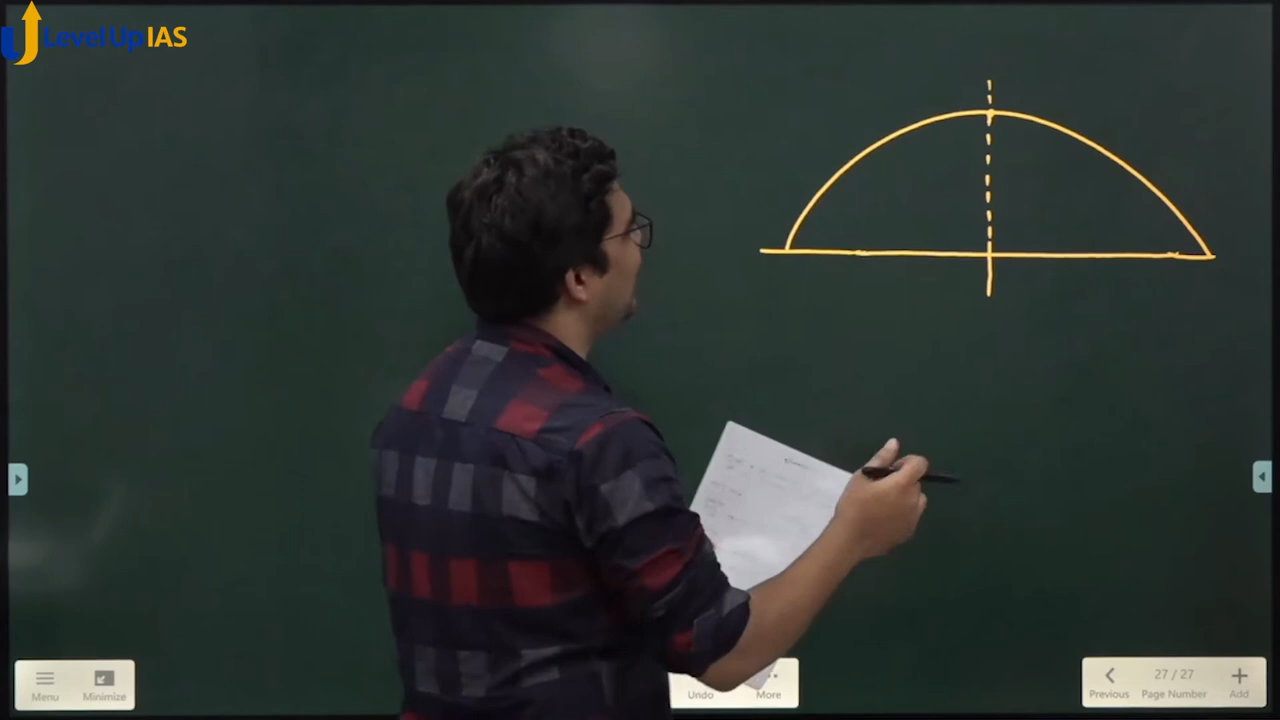 Level Up IAS
Menu
Minimize
Undo
More
Previous
27 / 27
Page Number
Add